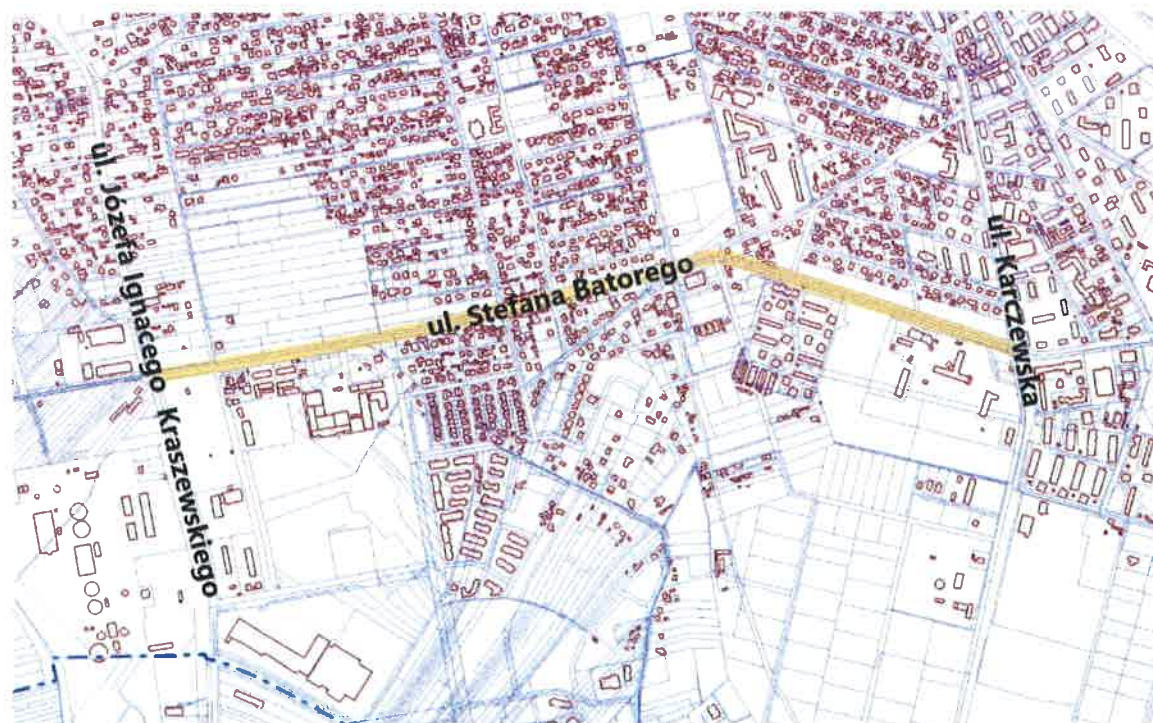 ul. Józefa Ignacego Kraszewskiego
ul. Stefana Batorego
ul. Karczewska